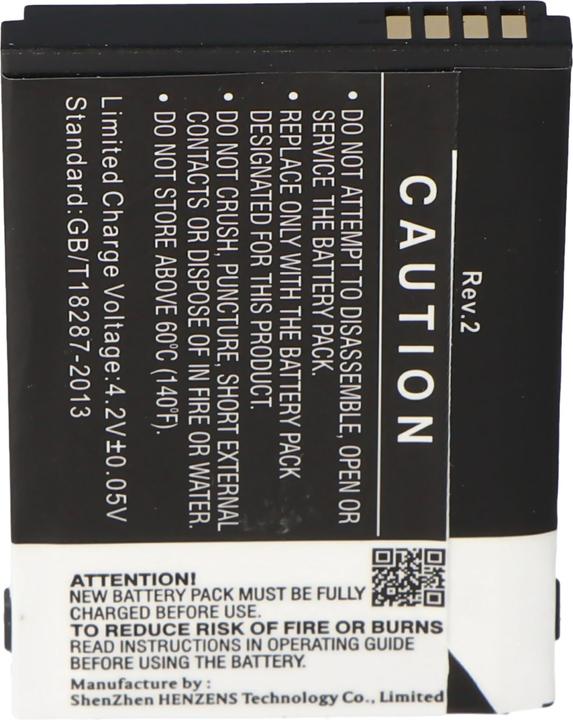 Rev.2
CAUTION
• DO NOT ATTEMPT TO DISASSEMBLE, OPEN OR
SERVICE THE BATTERY PACK.
• REPLACE ONLY WITH THE BATTERY PACK
DESIGNATED FOR THIS PRODUCT.
• DO NOT CRUSH, PUNCTURE, SHORT EXTERNAL
CONTACTS, OR DISPOSE OF IN FIRE OR WATER.
• DO NOT STORE ABOVE 60℃ (140℉).
Limited Charge Voltage:4.2V±0.05V
Standard:GB/T18287-2013
ATTENTION!
NEW BATTERY PACK MUST BE FULLY
CHARGED BEFORE USE.
TO REDUCE RISK OF FIRE OR BURNS
READ INSTRUCTIONS IN OPERATING GUIDE
BEFORE USING THE BATTERY.
Manufacture by :
ShenZhen HENZENS Technology Co., Limited